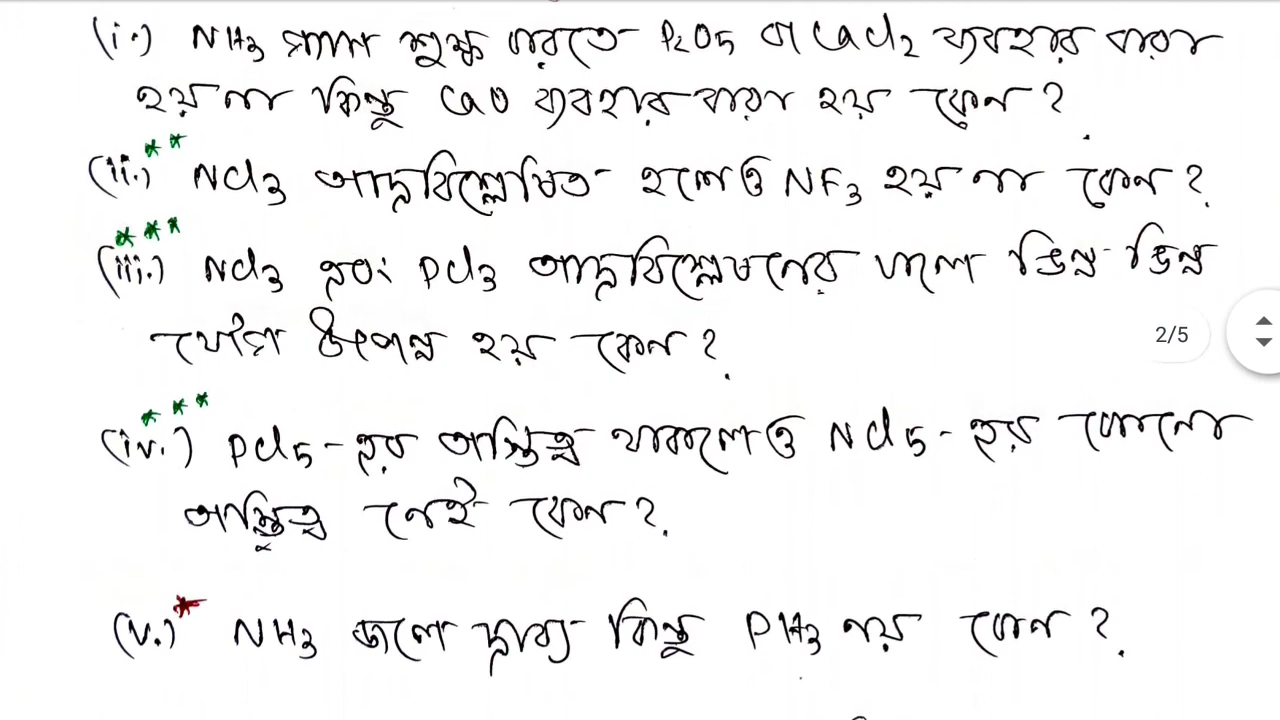 (i.) NH3 গ্যাস শুষ্ক করতে P2O5 বা CaCl2 ব্যবহার করা
হয় না কিন্তু CaO ব্যবহার করা হয় কেন ?
(ii.) ** NCl3 আর্দ্রবিশ্লেষিত হলেও NF3 হয় না কেন ?
(iii.) *** NCl3 এবং PCl3 আর্দ্রবিশ্লেষনের ফলে ভিন্ন ভিন্ন
যৌগ উৎপন্ন হয় কেন ?
2/5
(iv.) *** PCl5-এর অস্তিত্ব থাকলেও NCl5-এর কোনো
অস্তিত্ব নেই কেন ?
(v.) * NH3 জলে দ্রাব্য কিন্তু PH3 নয় কেন ?